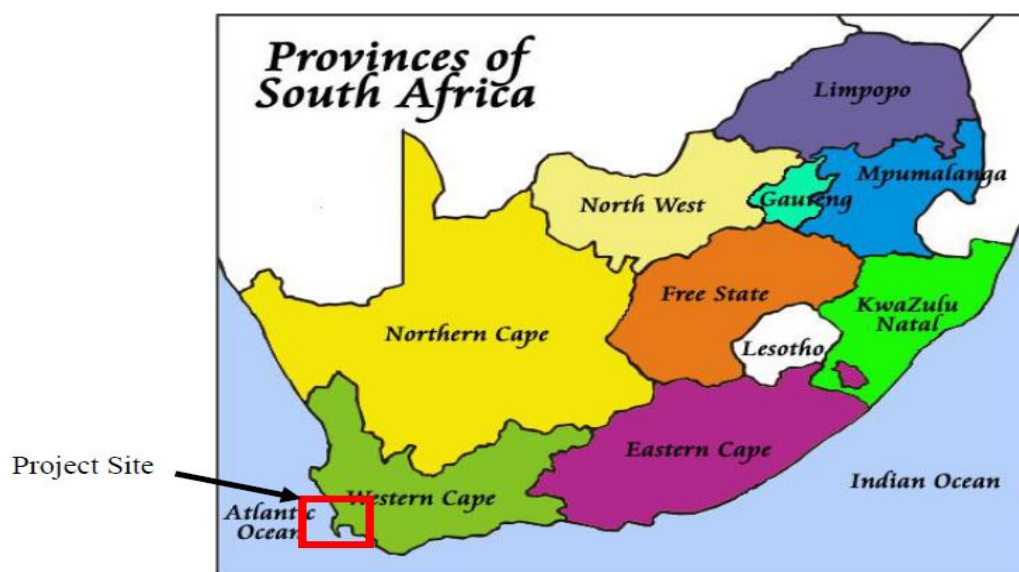 Provinces of
South Africa
Limpopo
Mpumalanga
Gauteng
North West
Free State
KwaZulu
Natal
Northern Cape
Lesotho
Eastern Cape
Indian Ocean
Project Site
Western Cape
Atlantic
Ocean